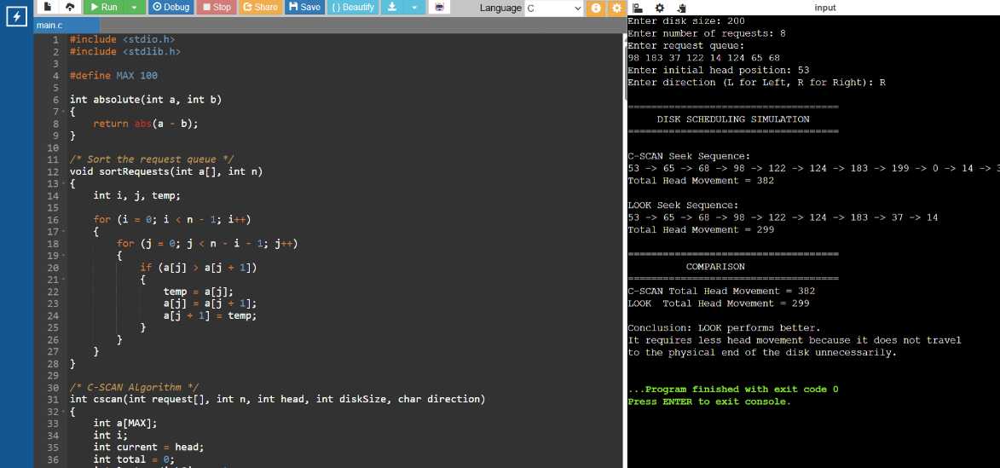 Run Debug Stop Share Save { } Beautify Language C
input
main.c
1 #include <stdio.h>
2 #include <stdlib.h>
3
4 #define MAX 100
5
6 int absolute(int a, int b)
7 {
8 return abs(a - b);
9 }
10
11 /* Sort the request queue */
12 void sortRequests(int a[], int n)
13 {
14 int i, j, temp;
15
16 for (i = 0; i < n - 1; i++)
17 {
18 for (j = 0; j < n - i - 1; j++)
19 {
20 if (a[j] > a[j + 1])
21 {
22 temp = a[j];
23 a[j] = a[j + 1];
24 a[j + 1] = temp;
25 }
26 }
27 }
28 }
29
30 /* C-SCAN Algorithm */
31 int cscan(int request[], int n, int head, int diskSize, char direction)
32 {
33 int a[MAX];
34 int i;
35 int current = head;
36 int total = 0;
Enter disk size: 200
Enter number of requests: 8
Enter request queue:
98 183 37 122 14 124 65 68
Enter initial head position: 53
Enter direction (L for Left, R for Right): R
====================================
DISK SCHEDULING SIMULATION
====================================
C-SCAN Seek Sequence:
53 -> 65 -> 68 -> 98 -> 122 -> 124 -> 183 -> 199 -> 0 -> 14 ->
Total Head Movement = 382
LOOK Seek Sequence:
53 -> 65 -> 68 -> 98 -> 122 -> 124 -> 183 -> 37 -> 14
Total Head Movement = 299
====================================
COMPARISON
====================================
C-SCAN Total Head Movement = 382
LOOK Total Head Movement = 299
Conclusion: LOOK performs better.
It requires less head movement because it does not travel
to the physical end of the disk unnecessarily.
...Program finished with exit code 0
Press ENTER to exit console.